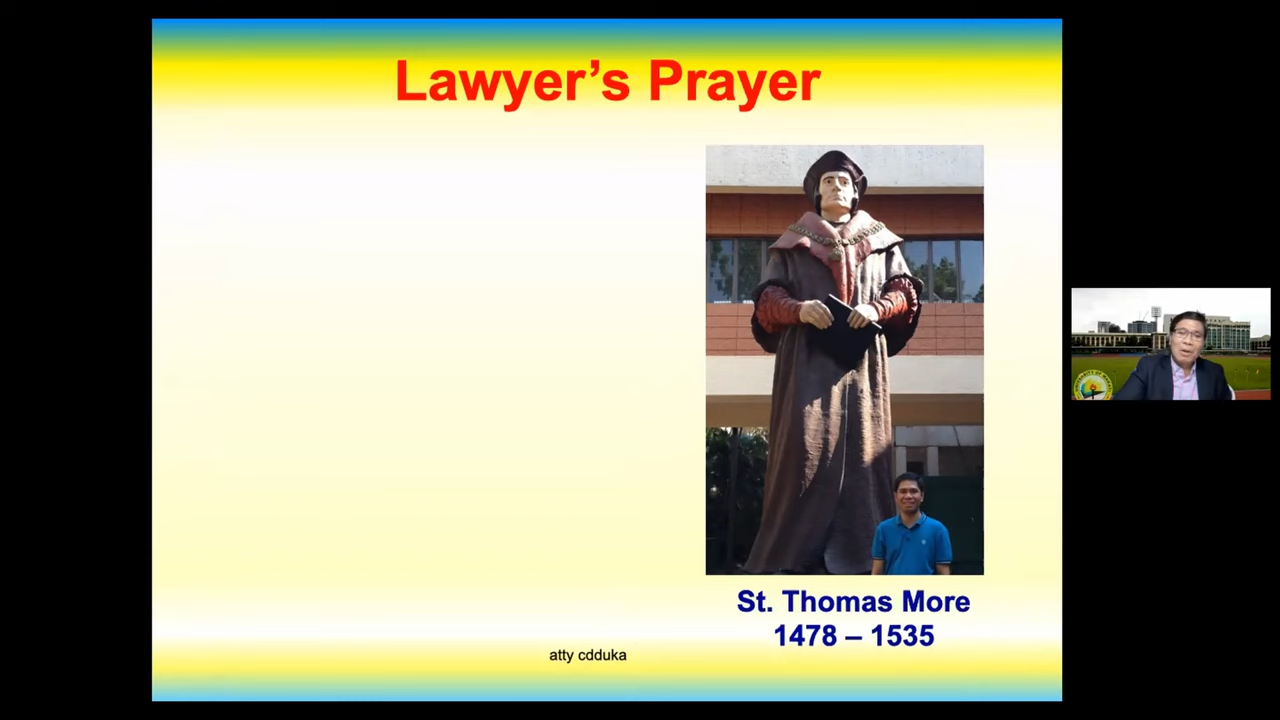 Lawyer’s Prayer
St. Thomas More
1478 – 1535
atty cdduka